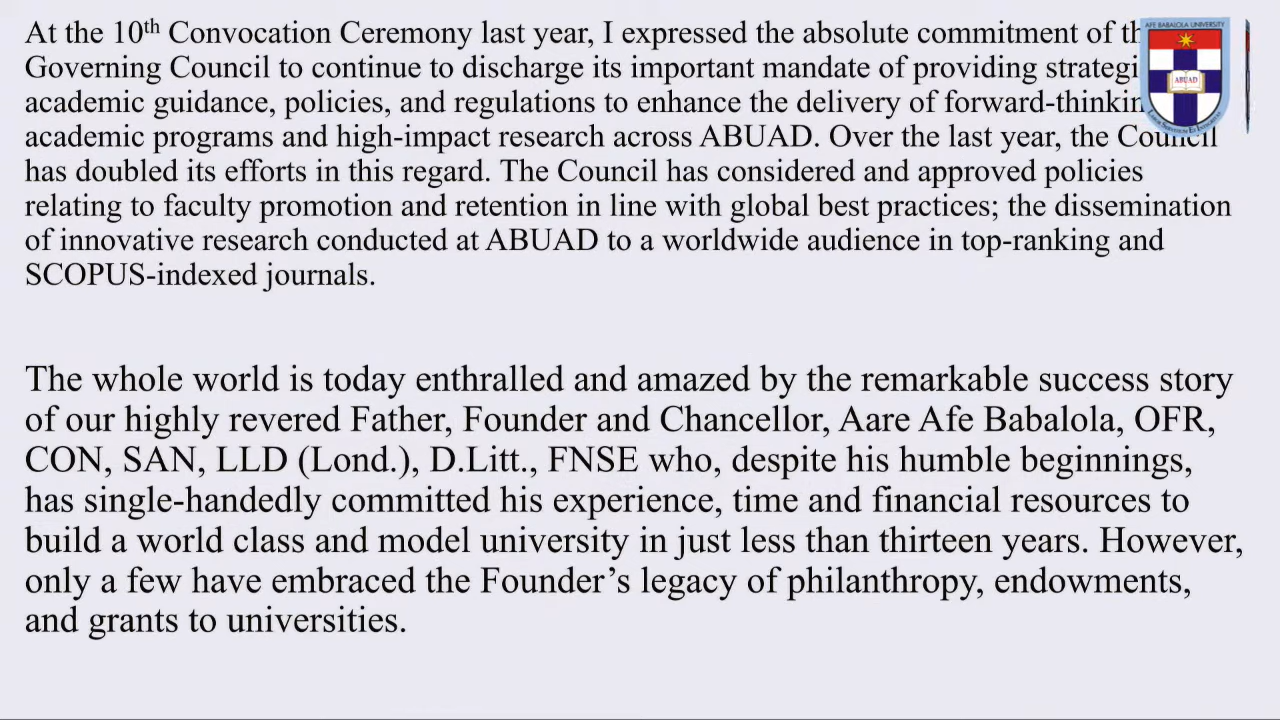 At the 10th Convocation Ceremony last year, I expressed the absolute commitment of
Governing Council to continue to discharge its important mandate of providing
academic guidance, policies, and regulations to enhance the delivery of
academic programs and high-impact research across ABUAD. Over the last year, the Council
has doubled its efforts in this regard. The Council has considered and approved policies
relating to faculty promotion and retention in line with global best practices; the dissemination
of innovative research conducted at ABUAD to a worldwide audience in top-ranking and
SCOPUS-indexed journals.
The whole world is today enthralled and amazed by the remarkable success story
of our highly revered Father, Founder and Chancellor, Aare Afe Babalola, OFR,
CON, SAN, LLD (Lond.), D.Litt., FNSE who, despite his humble beginnings,
has single-handedly committed his experience, time and financial resources to
build a world class and model university in just less than thirteen years. However,
only a few have embraced the Founder’s legacy of philanthropy, endowments,
and grants to universities.
AFE BABALOLA UNIVERSITY
ABUAD